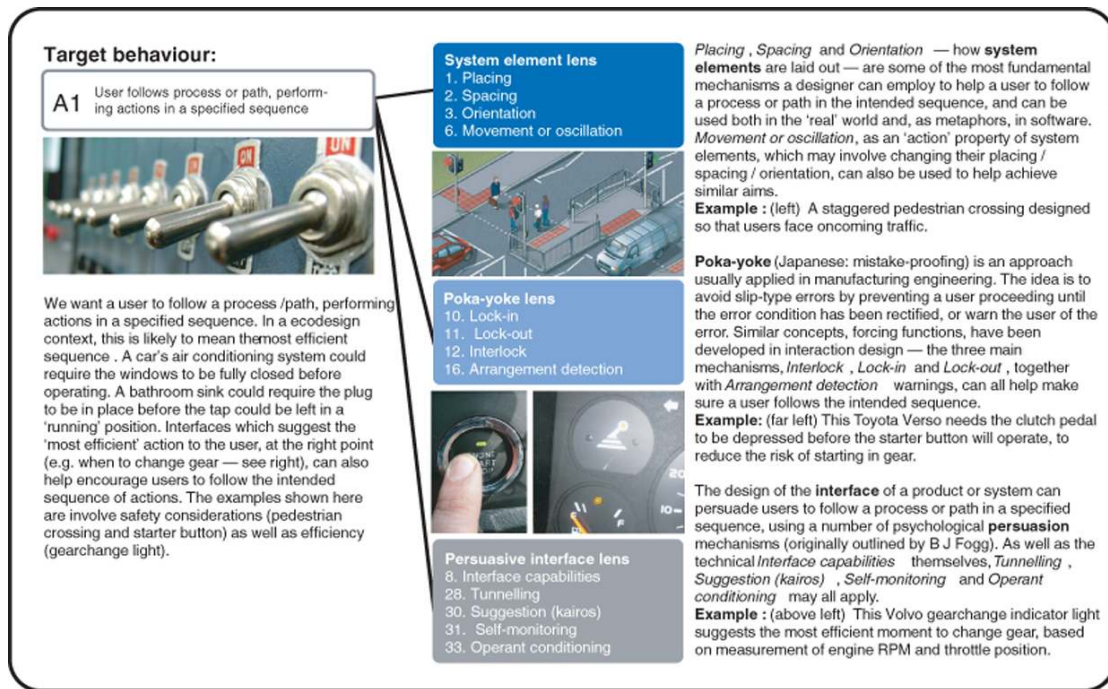 Target behaviour:
A1
User follows process or path, perform-
ing actions in a specified sequence
ON
ON
ON
We want a user to follow a process /path, performing
actions in a specified sequence. In a ecodesign
context, this is likely to mean themost efficient
sequence . A car's air conditioning system could
require the windows to be fully closed before
operating. A bathroom sink could require the plug
to be in place before the tap could be left in a
'running' position. Interfaces which suggest the
'most efficient' action to the user, at the right point
(e.g. when to change gear — see right), can also
help encourage users to follow the intended
sequence of actions. The examples shown here
are involve safety considerations (pedestrian
crossing and starter button) as well as efficiency
(gearchange light).
System element lens
1. Placing
2. Spacing
3. Orientation
6. Movement or oscillation
Poka-yoke lens
10. Lock-in
11. Lock-out
12. Interlock
16. Arrangement detection
20
10
F
Persuasive interface lens
8. Interface capabilities
28. Tunnelling
30. Suggestion (kairos)
31. Self-monitoring
33. Operant conditioning
Placing , Spacing and Orientation — how system
elements are laid out — are some of the most fundamental
mechanisms a designer can employ to help a user to follow
a process or path in the intended sequence, and can be
used both in the 'real' world and, as metaphors, in software.
Movement or oscillation, as an 'action' property of system
elements, which may involve changing their placing /
spacing / orientation, can also be used to help achieve
similar aims.
Example : (left) A staggered pedestrian crossing designed
so that users face oncoming traffic.
Poka-yoke (Japanese: mistake-proofing) is an approach
usually applied in manufacturing engineering. The idea is to
avoid slip-type errors by preventing a user proceeding until
the error condition has been rectified, or warn the user of the
error. Similar concepts, forcing functions, have been
developed in interaction design — the three main
mechanisms, Interlock , Lock-in and Lock-out , together
with Arrangement detection warnings, can all help make
sure a user follows the intended sequence.
Example: (far left) This Toyota Verso needs the clutch pedal
to be depressed before the starter button will operate, to
reduce the risk of starting in gear.
The design of the interface of a product or system can
persuade users to follow a process or path in a specified
sequence, using a number of psychological persuasion
mechanisms (originally outlined by B J Fogg). As well as the
technical Interface capabilities themselves, Tunnelling ,
Suggestion (kairos) , Self-monitoring and Operant
conditioning may all apply.
Example : (above left) This Volvo gearchange indicator light
suggests the most efficient moment to change gear, based
on measurement of engine RPM and throttle position.